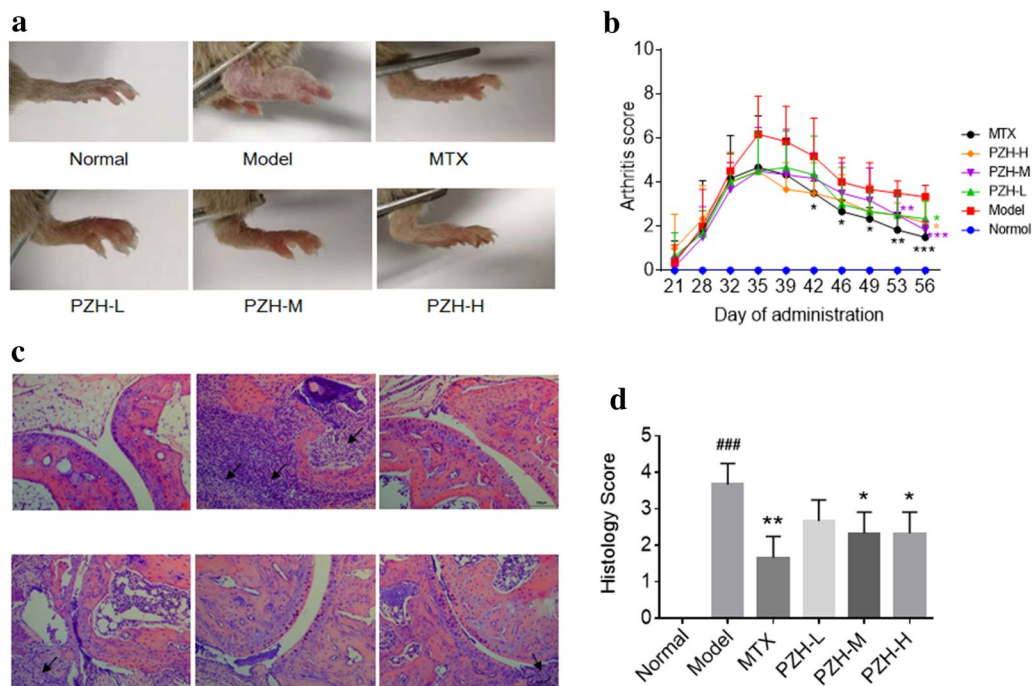 a
Normal Model MTX
PZH-L PZH-M PZH-H
b
10
8
6
4
2
0
Arthritis score
21 28 32 35 39 42 46 49 53 56
Day of administration
* * * ** ***
** * * ***
MTX
PZH-H
PZH-M
PZH-L
Model
Normol
c
d
5
4
3
2
1
0
Histology Score
###
** * *
Normal Model MTX PZH-L PZH-M PZH-H